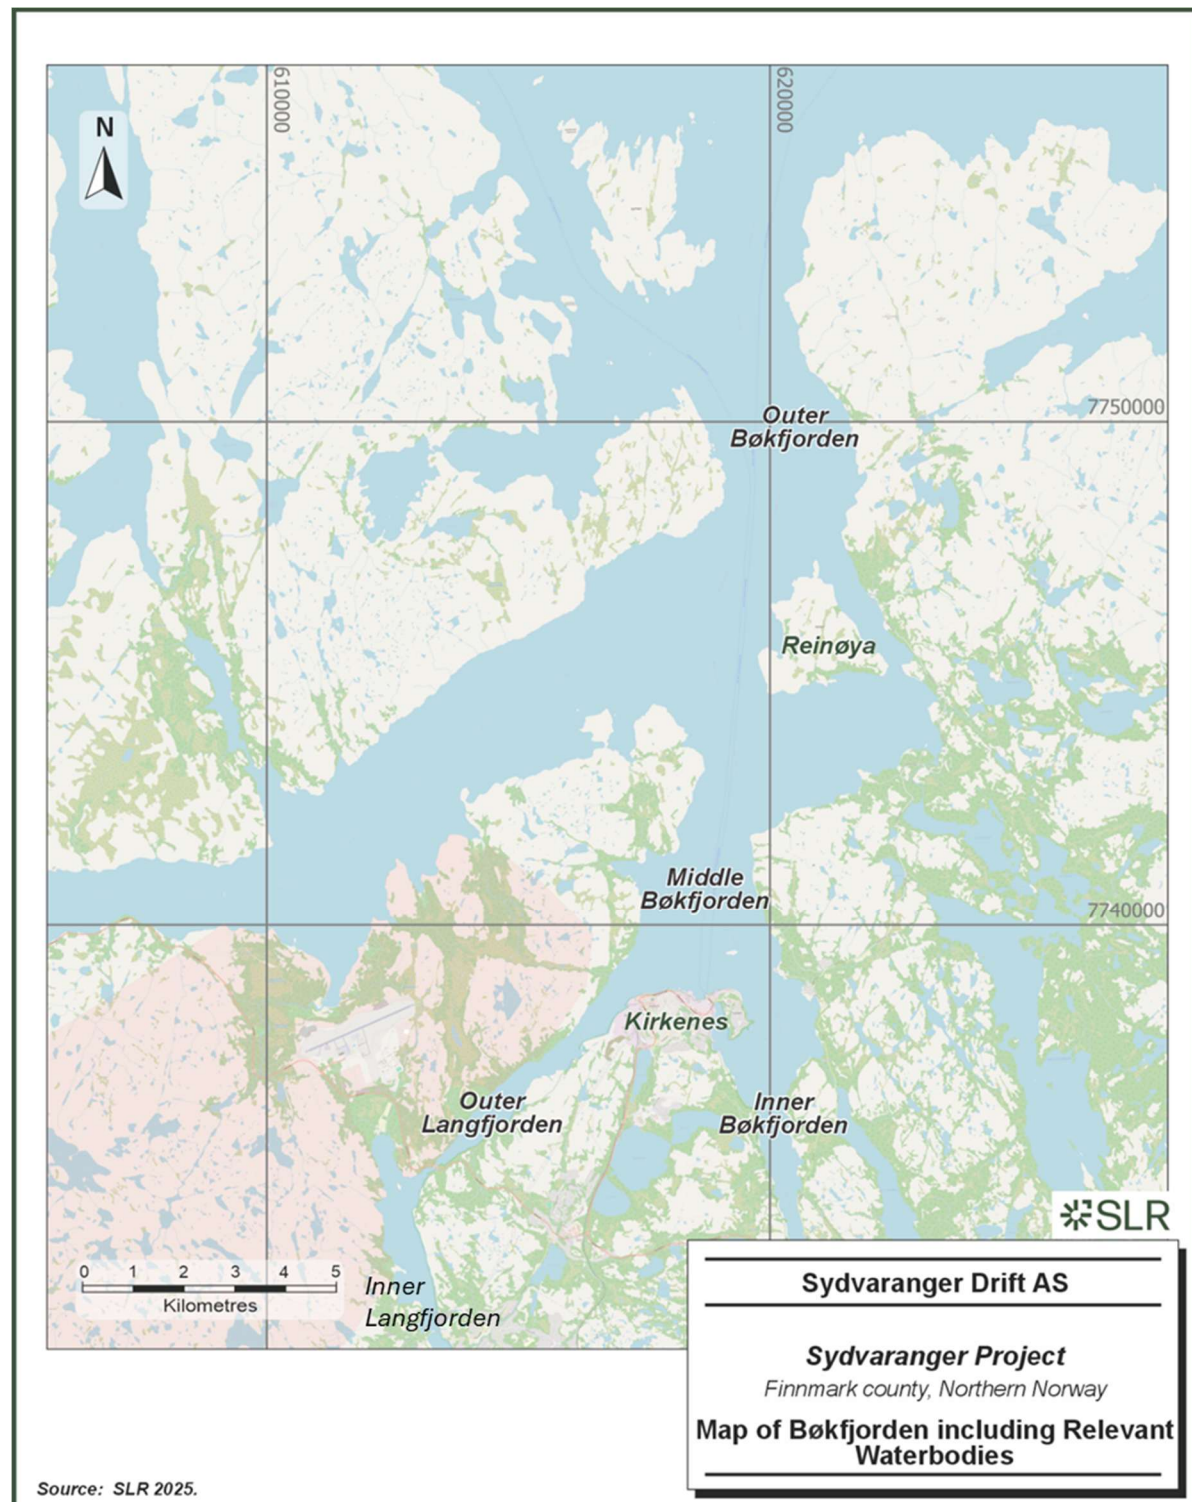 N
610000
620000
Outer
Bøkfjorden
7750000
Reinøya
Middle
Bøkfjorden
7740000
Kirkenes
Outer
Langfjorden
Inner
Bøkfjorden
SLR
0 1 2 3 4 5
Kilometres
Inner
Langfjorden
Sydvaranger Drift AS
Sydvaranger Project
Finnmark county, Northern Norway
Map of Bøkfjorden including Relevant
Waterbodies
Source: SLR 2025.